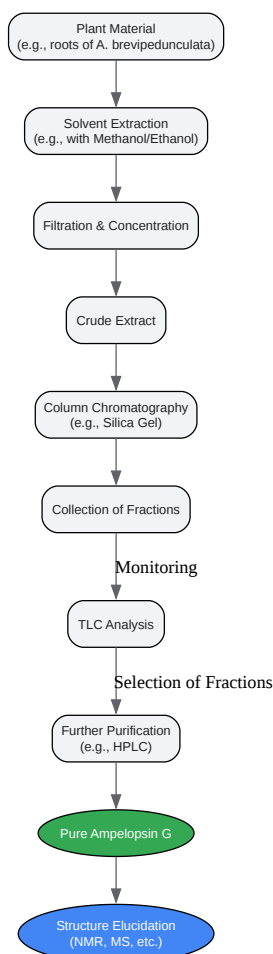 Plant Material
(e.g., roots of A. brevipedunculata)
Solvent Extraction
(e.g., with Methanol/Ethanol)
Filtration & Concentration
Crude Extract
Column Chromatography
(e.g., Silica Gel)
Collection of Fractions
Monitoring
TLC Analysis
Selection of Fractions
Further Purification
(e.g., HPLC)
Pure Ampelopsin G
Structure Elucidation
(NMR, MS, etc.)